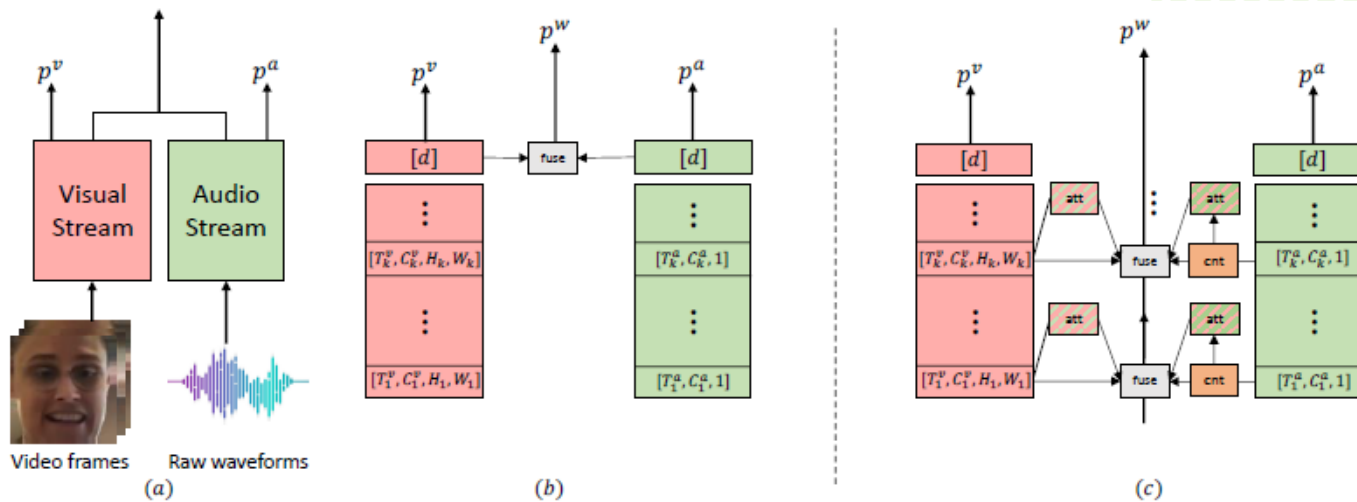 p^v
p^a
Visual
Stream
Audio
Stream
Video frames
Raw waveforms
(a)
p^w
p^v
p^a
[d]
fuse
[d]
⋮
⋮
[T_k^v, C_k^v, H_k, W_k]
[T_k^a, C_k^a, 1]
⋮
⋮
[T_1^v, C_1^v, H_1, W_1]
[T_1^a, C_1^a, 1]
(b)
p^w
p^v
p^a
[d]
[d]
⋮
att
⋮
att
⋮
[T_k^v, C_k^v, H_k, W_k]
fuse
cnt
[T_k^a, C_k^a, 1]
⋮
att
att
⋮
[T_1^v, C_1^v, H_1, W_1]
fuse
cnt
[T_1^a, C_1^a, 1]
(c)